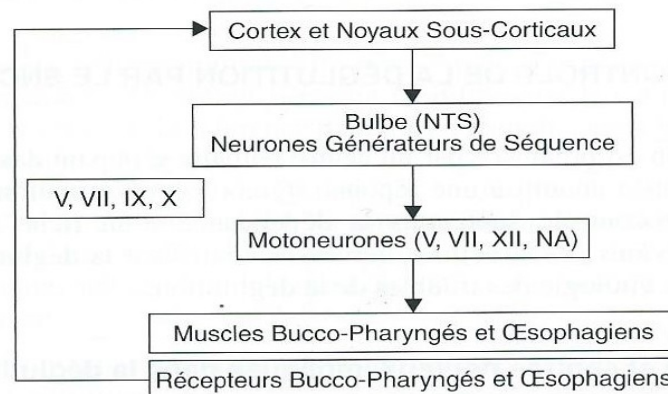 Cortex et Noyaux Sous-Corticaux
Bulbe (NTS)
Neurones Générateurs de Séquence
V, VII, IX, X
Motoneurones (V, VII, XII, NA)
Muscles Bucco-Pharyngés et Œsophagiens
Récepteurs Bucco-Pharyngés et Œsophagiens